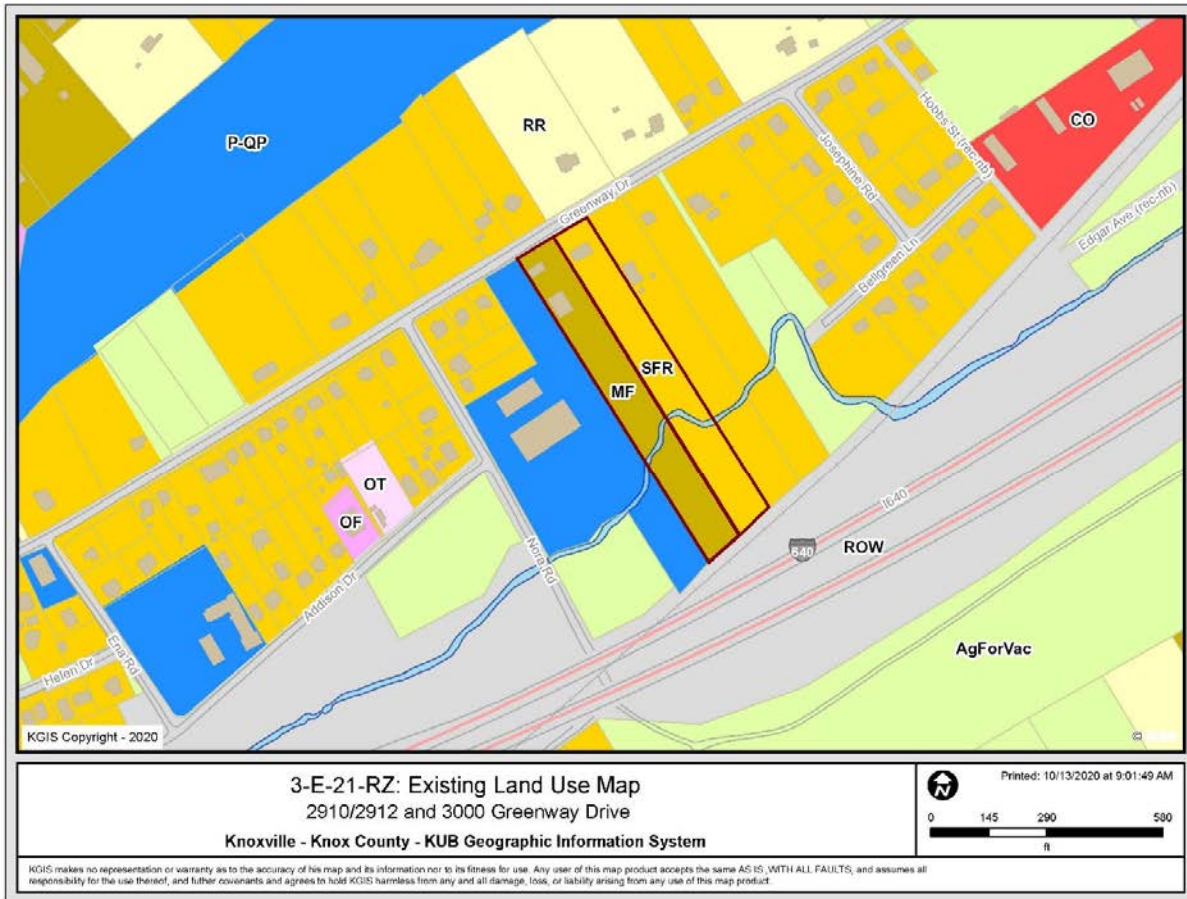 P-QP
RR
Greenway Dr
Josephine Rd
Hobbs St (rec-nb)
CO
Edgar Ave (rec-nb)
Bellgreen Ln
SFR
MF
OT
OF
Nora Rd
Addison Dr
Ena Rd
Helen Dr
I640
640
ROW
AgForVac
KGIS Copyright - 2020
©
3-E-21-RZ: Existing Land Use Map
2910/2912 and 3000 Greenway Drive
Knoxville - Knox County - KUB Geographic Information System
N
Printed: 10/13/2020 at 9:01:49 AM
0 145 290 580
ft
KGIS makes no representation or warranty as to the accuracy of his map and its information nor to its fitness for use. Any user of this map product accepts the same AS IS ,WITH ALL FAULTS, and assumes all
responsibility for the use thereof, and futher covenants and agrees to hold KGIS harmless from any and all damage, loss, or liability arising from any use of this map product.